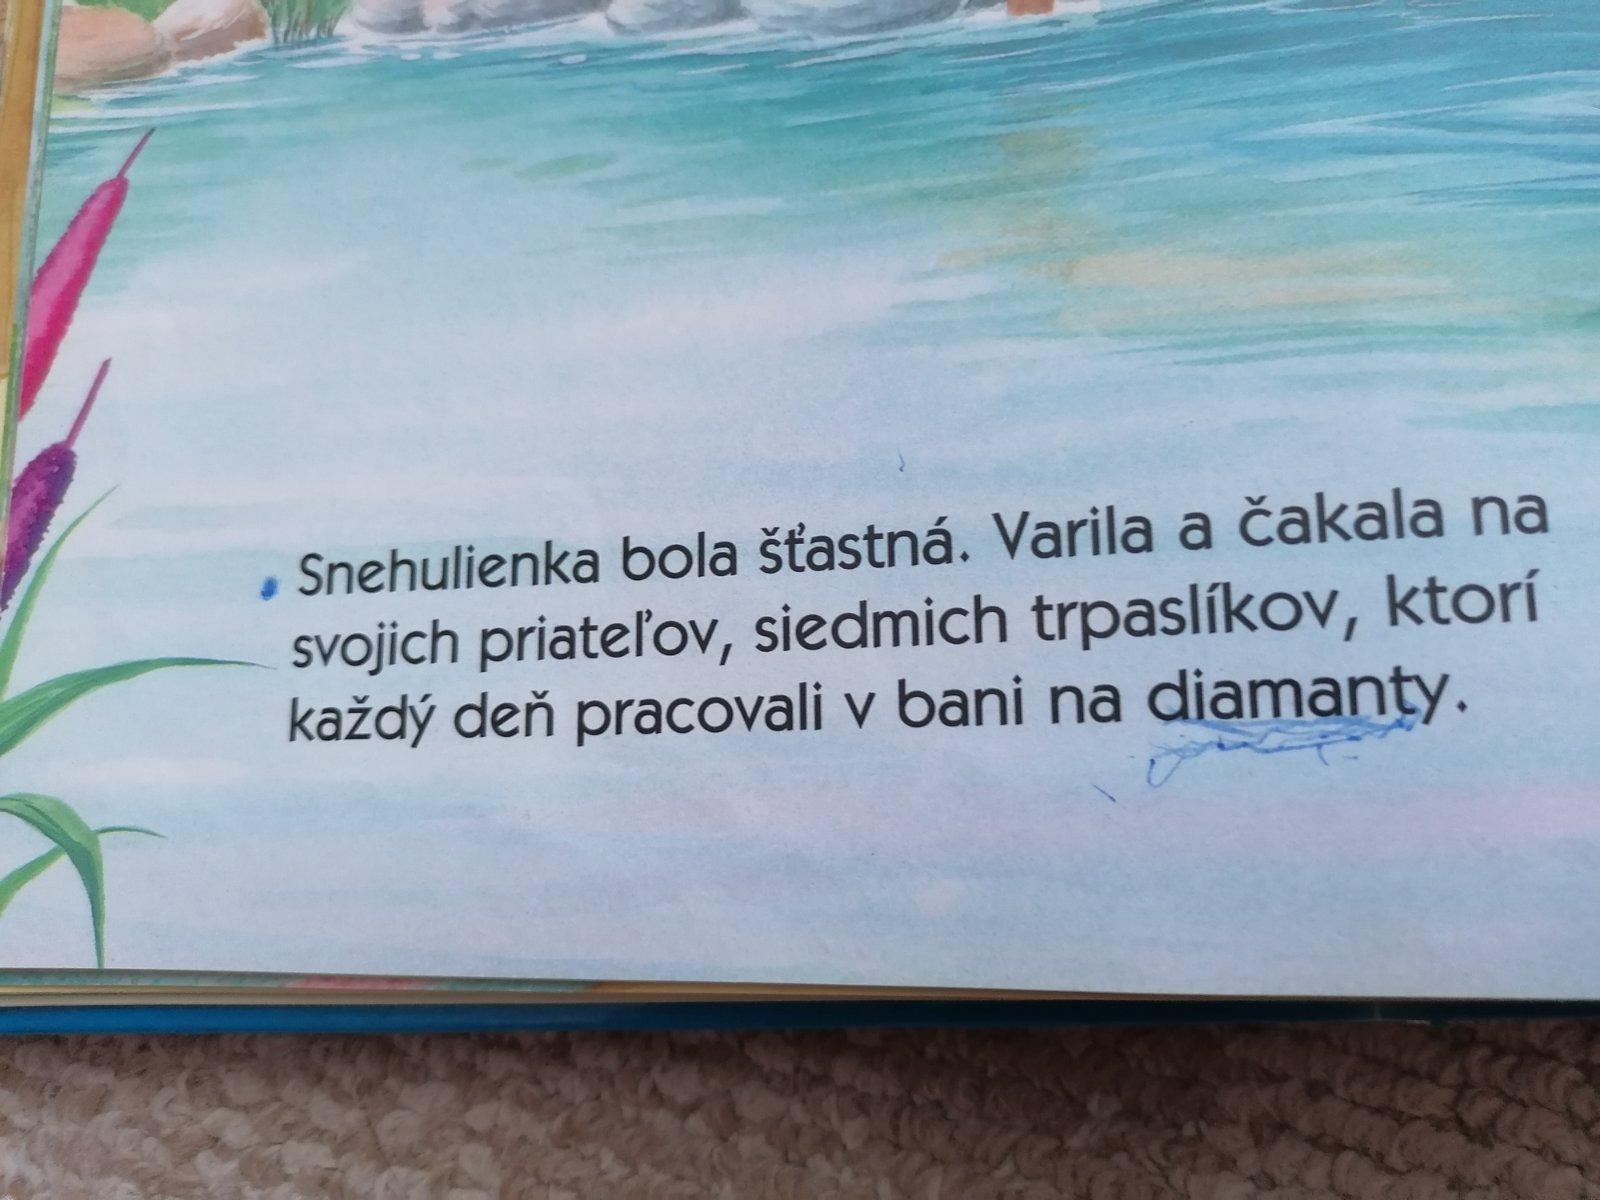 Snehulienka bola šťastná. Varila a čakala na
svojich priateľov, siedmich trpaslíkov, ktorí
každý deň pracovali v bani na diamanty.